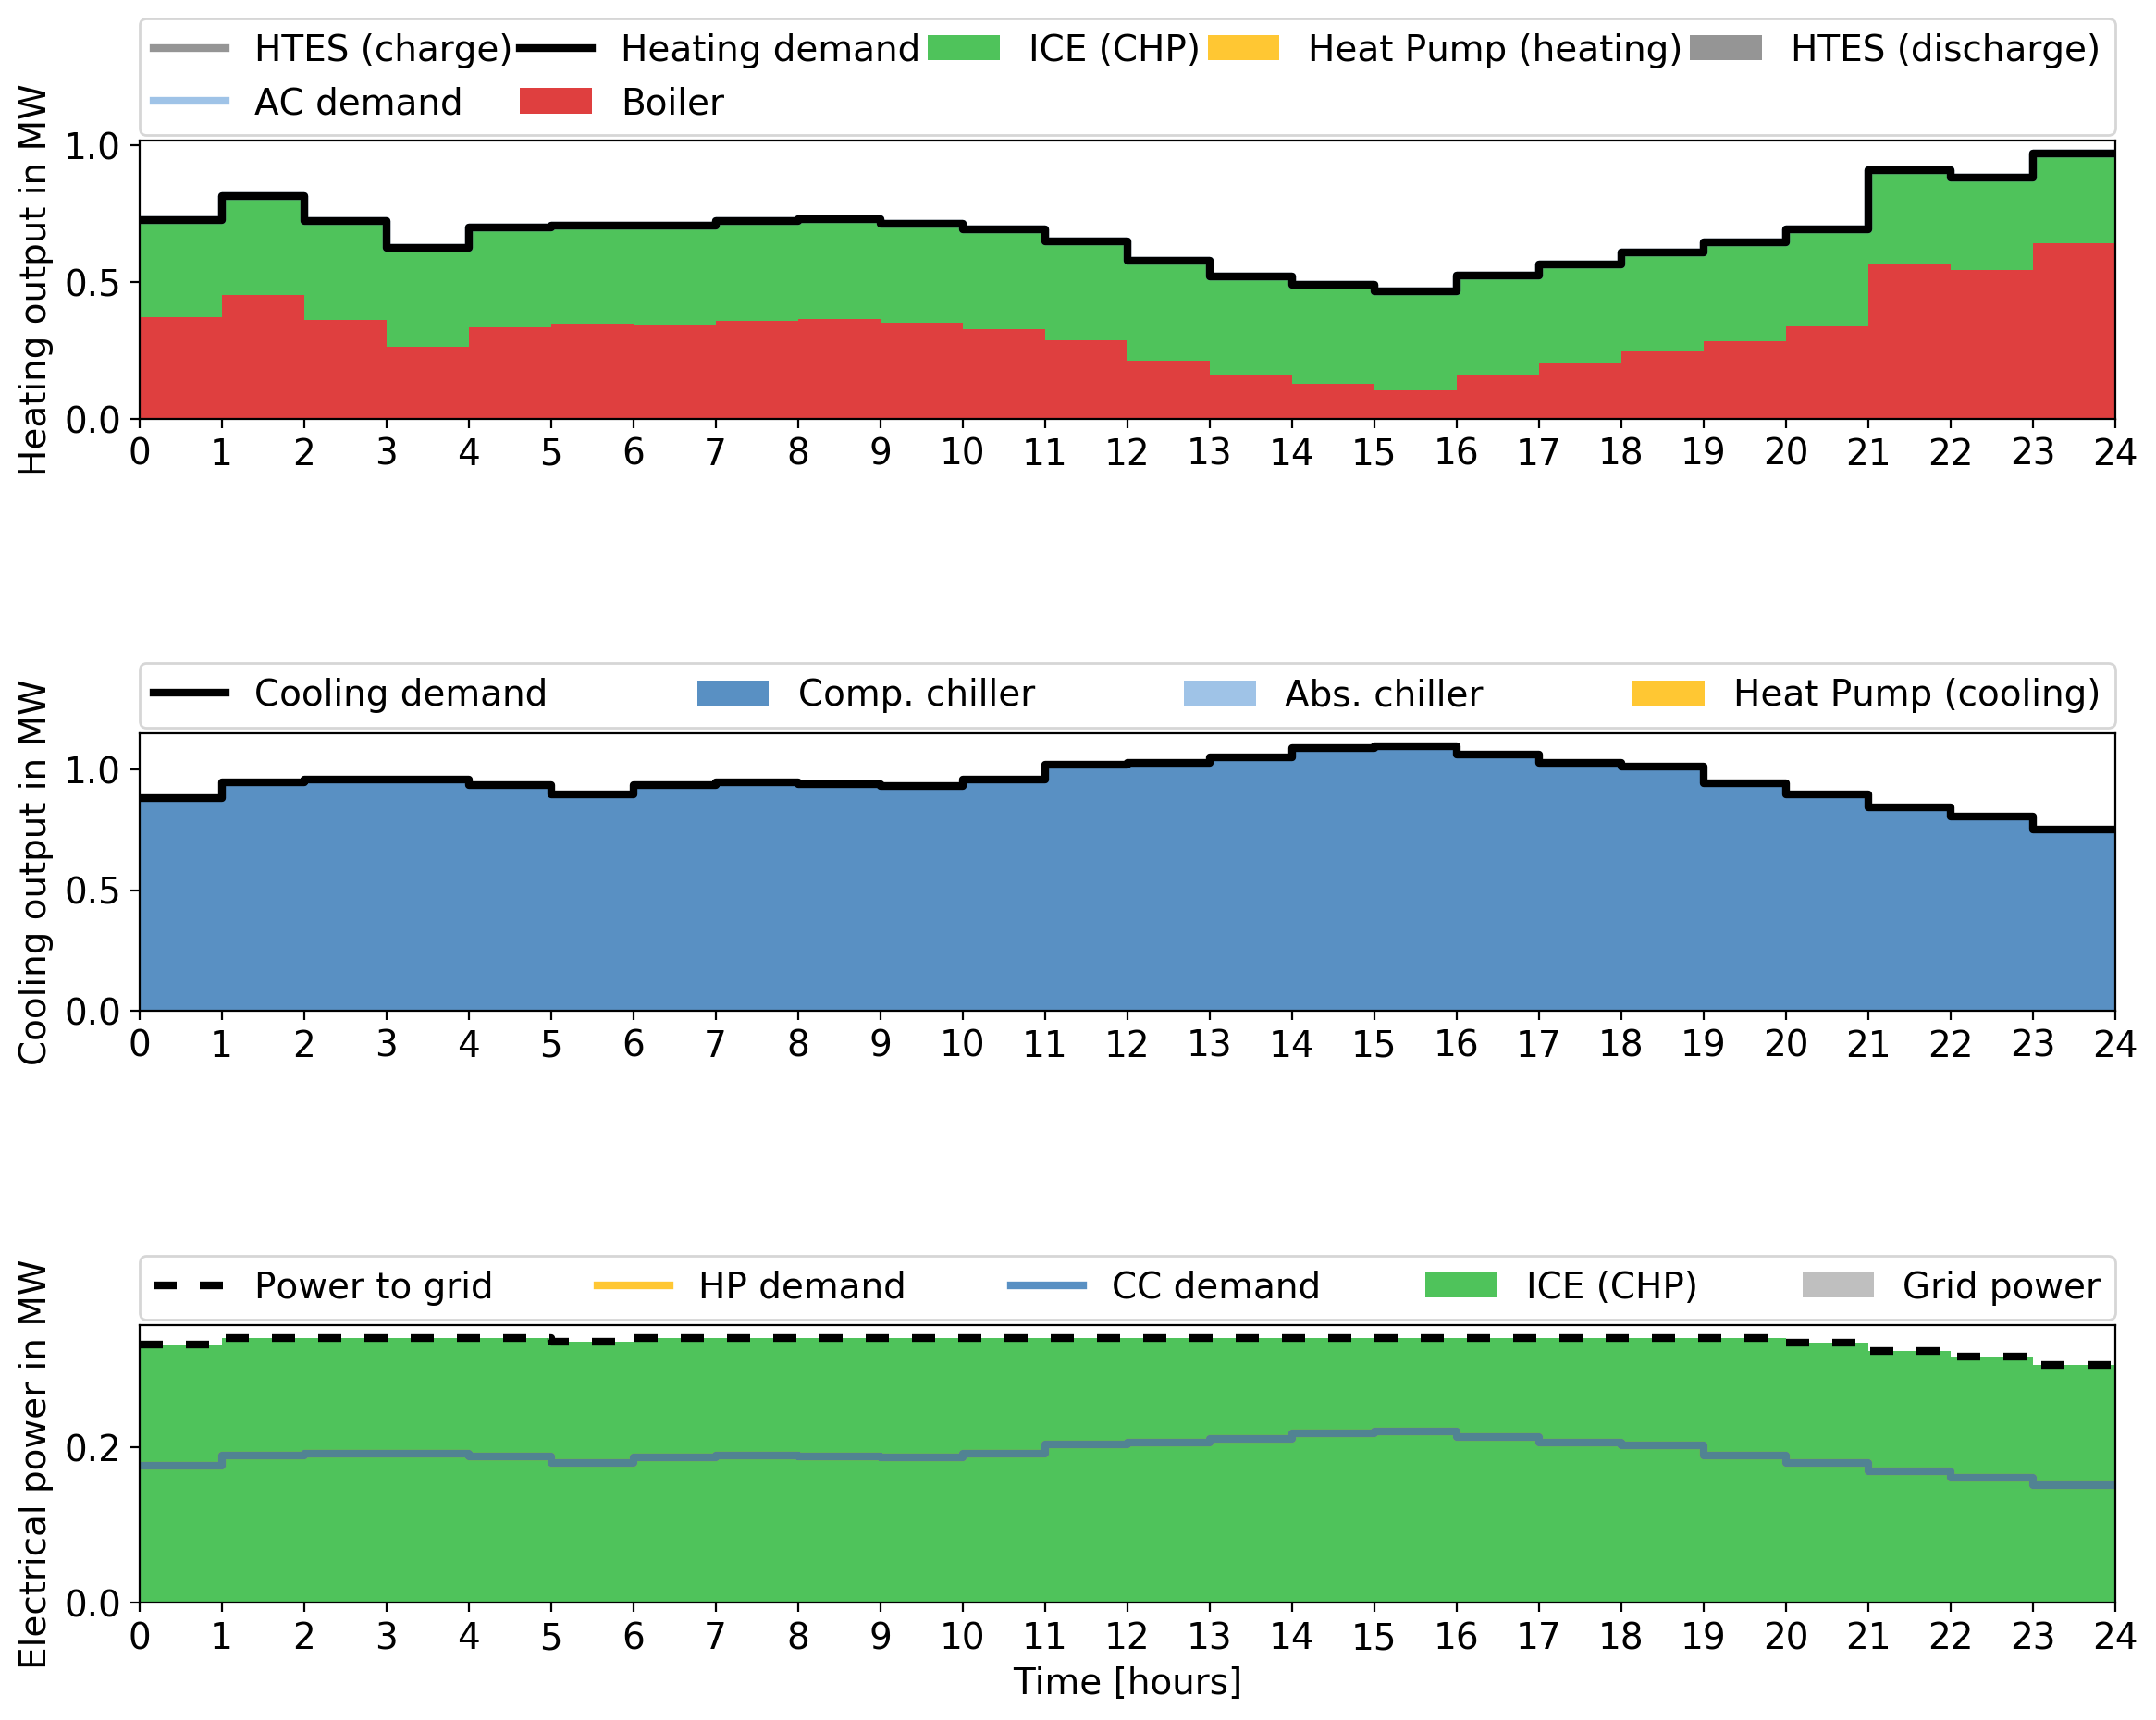 HTES (charge) Heating demand ICE (CHP) Heat Pump (heating) HTES (discharge)
AC demand Boiler
Heating output in MW
1.0
0.5
0.0
0 1 2 3 4 5 6 7 8 9 10 11 12 13 14 15 16 17 18 19 20 21 22 23 24
Cooling demand Comp. chiller Abs. chiller Heat Pump (cooling)
Cooling output in MW
1.0
0.5
0.0
0 1 2 3 4 5 6 7 8 9 10 11 12 13 14 15 16 17 18 19 20 21 22 23 24
Power to grid HP demand CC demand ICE (CHP) Grid power
Electrical power in MW
0.2
0.0
0 1 2 3 4 5 6 7 8 9 10 11 12 13 14 15 16 17 18 19 20 21 22 23 24
Time [hours]